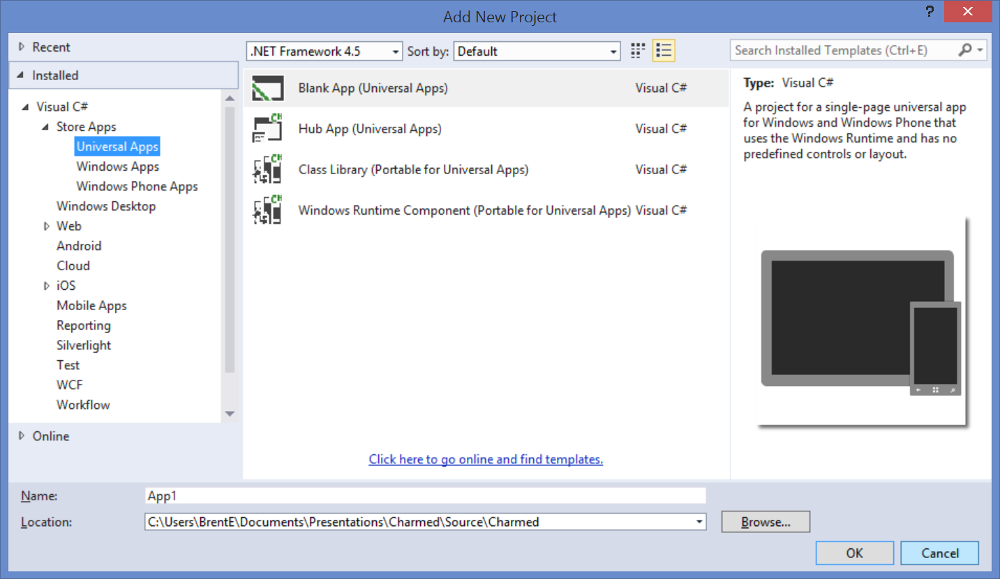 Add New Project
?
Recent
Installed
Visual C#
Store Apps
Universal Apps
Windows Apps
Windows Phone Apps
Windows Desktop
Web
Android
Cloud
iOS
Mobile Apps
Reporting
Silverlight
Test
WCF
Workflow
Online
.NET Framework 4.5 Sort by: Default
Blank App (Universal Apps) Visual C#
Hub App (Universal Apps) Visual C#
Class Library (Portable for Universal Apps) Visual C#
Windows Runtime Component (Portable for Universal Apps) Visual C#
Click here to go online and find templates.
Search Installed Templates (Ctrl+E)
Type: Visual C#
A project for a single-page universal app
for Windows and Windows Phone that
uses the Windows Runtime and has no
predefined controls or layout.
Name: App1
Location: C:\Users\BrentE\Documents\Presentations\Charmed\Source\Charmed Browse...
OK Cancel